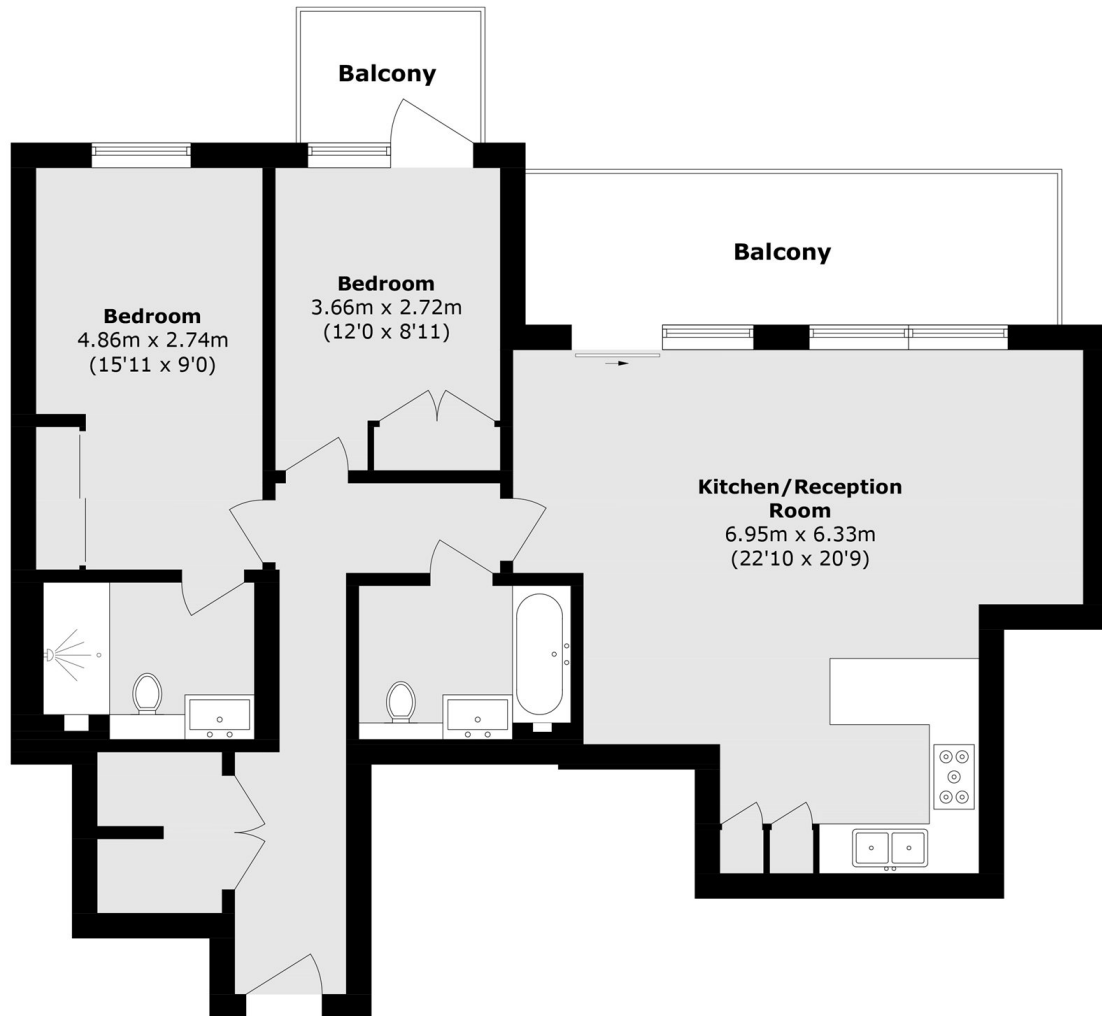 Balcony
Balcony
Bedroom
3.66m x 2.72m
(12'0 x 8'11)
Bedroom
4.86m x 2.74m
(15'11 x 9'0)
Kitchen/Reception
Room
6.95m x 6.33m
(22'10 x 20'9)